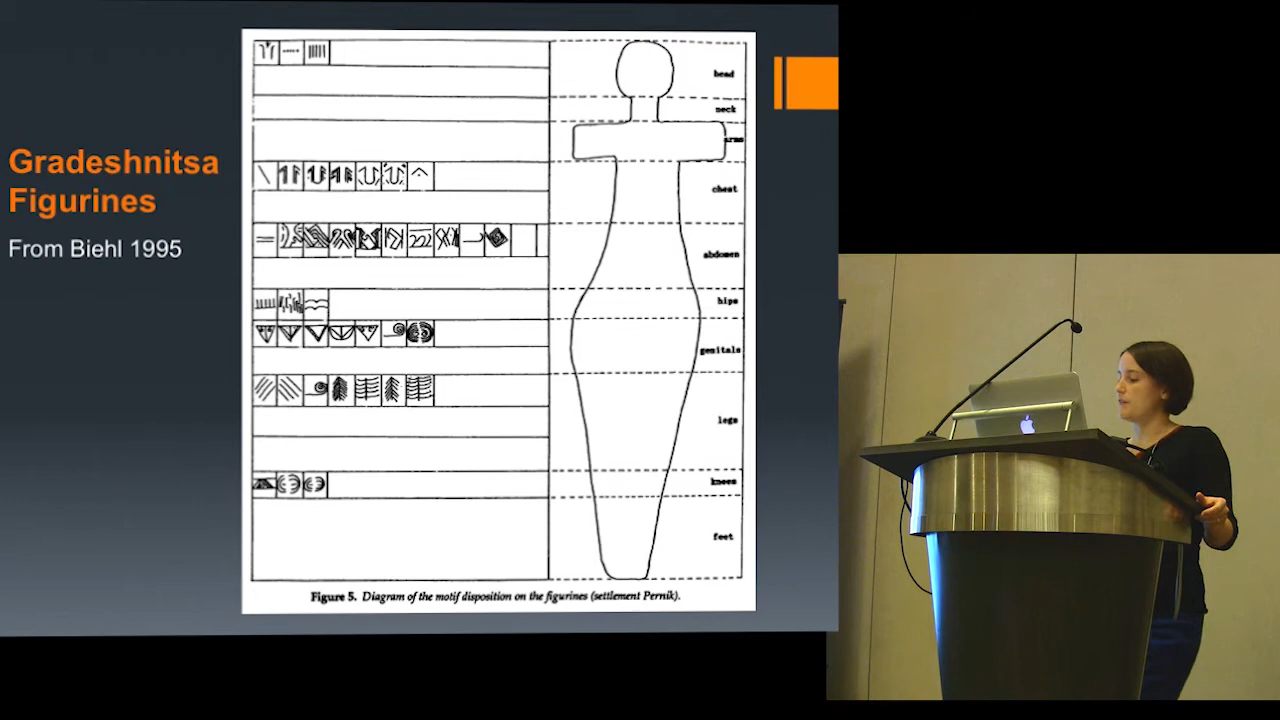 Gradeshnitsa
Figurines
From Biehl 1995
head
neck
arms
chest
abdomen
hips
genitals
legs
knees
feet
Figure 5. Diagram of the motif disposition on the figurines (settlement Pernik).